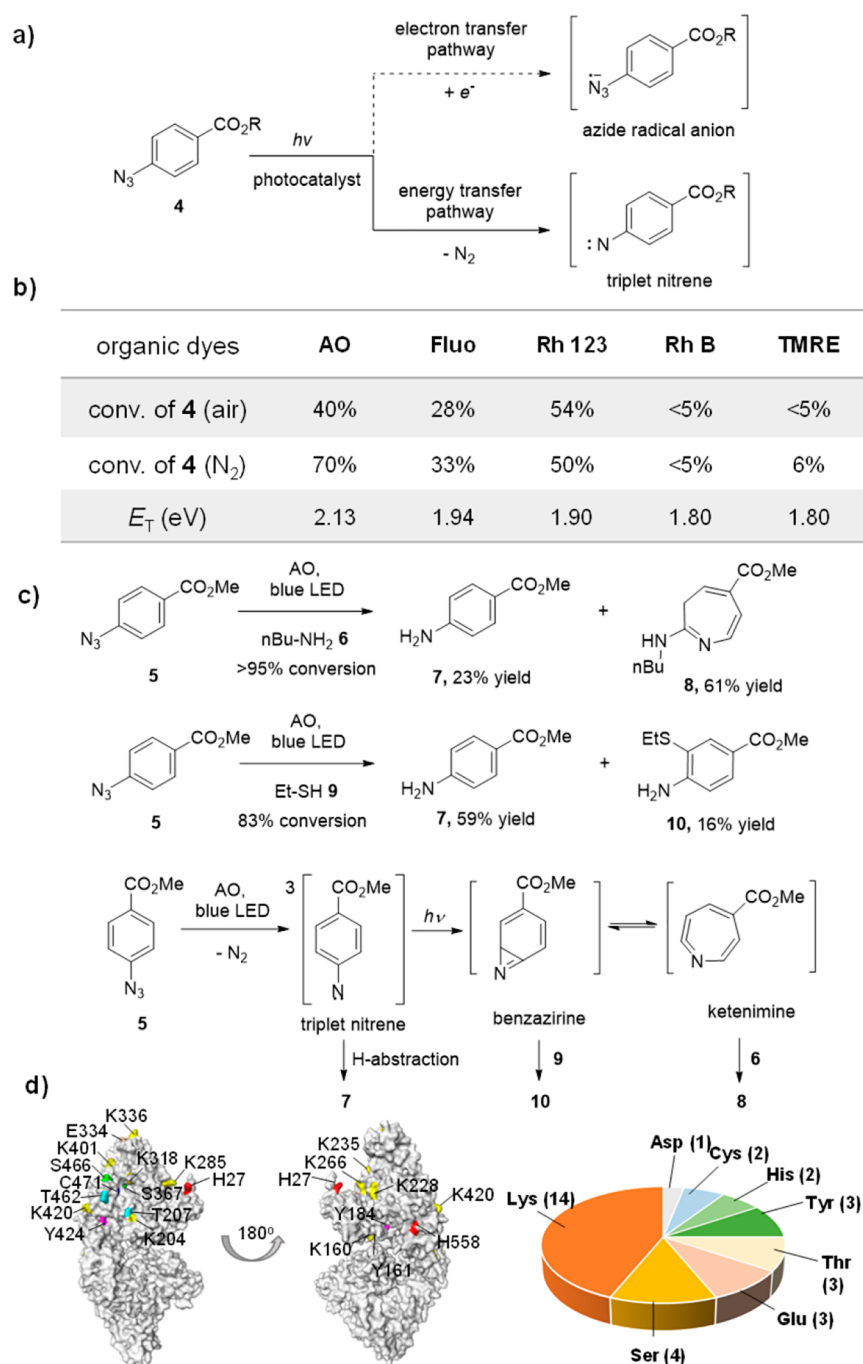 a)
electron transfer
pathway
+ e-
CO2R
N3
azide radical anion
CO2R
N3
4
hν
photocatalyst
energy transfer
pathway
- N2
CO2R
: N
triplet nitrene
b)
organic dyes AO Fluo Rh 123 Rh B TMRE
conv. of 4 (air) 40% 28% 54% <5% <5%
conv. of 4 (N2) 70% 33% 50% <5% 6%
ET (eV) 2.13 1.94 1.90 1.80 1.80
c)
CO2Me
N3
5
AO,
blue LED
nBu-NH2 6
>95% conversion
CO2Me
H2N
7, 23% yield
+
CO2Me
HN
N
nBu
8, 61% yield
CO2Me
N3
5
AO,
blue LED
Et-SH 9
83% conversion
CO2Me
H2N
7, 59% yield
+
EtS
CO2Me
H2N
10, 16% yield
CO2Me
N3
5
AO,
blue LED
- N2
3
CO2Me
N
triplet nitrene
hν
CO2Me
N
benzazirine
CO2Me
N
ketenimine
H-abstraction
9
6
7
10
8
d)
K336
E334
K401
S466
C471
T462
K420
Y424
K318
K285
H27
S367
T207
K204
180º
K235
K266
H27
K228
K420
Y184
K160
H558
Y161
Asp (1)
Cys (2)
His (2)
Tyr (3)
Thr
(3)
Glu (3)
Ser (4)
Lys (14)